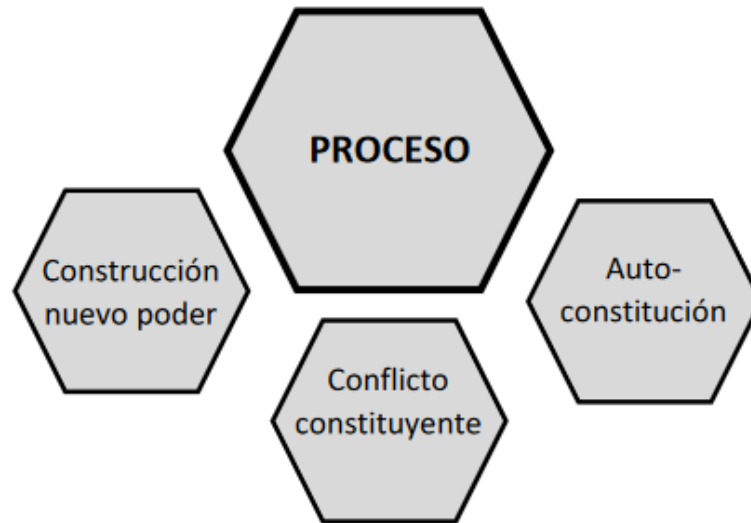 PROCESO
Construcción
nuevo poder
Conflicto
constituyente
Auto-
constitución